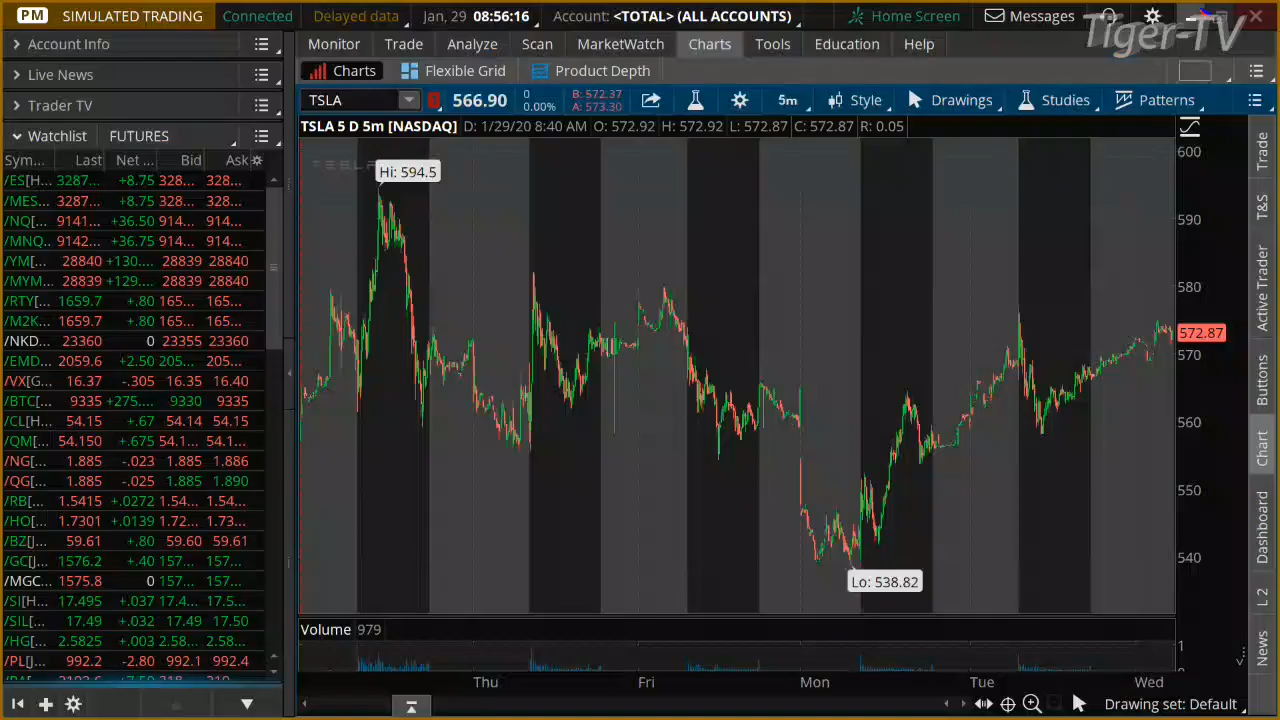 PM SIMULATED TRADING Connected Delayed data Jan, 29 08:56:16 Account: <TOTAL> (ALL ACCOUNTS) Home Screen Messages
Tiger-TV
Account Info
Live News
Trader TV
Watchlist FUTURES
Sym... Last Net ... Bid Ask
/ES[H... 3287... +8.75 328... 328...
/MES... 3287... +8.75 328... 328...
/NQ[... 9141... +36.50 914... 914...
/MNQ... 9142... +36.75 914... 914...
/YM[... 28840 +130.... 28839 28840
/MYM... 28839 +129.... 28839 28840
/RTY[... 1659.7 +.80 165... 165...
/M2K... 1659.7 +.80 165... 165...
/NKD... 23360 0 23355 23360
/EMD... 2059.6 +2.50 205... 205...
/VX[G... 16.37 -.305 16.35 16.40
/BTC[... 9335 +275.... 9330 9335
/CL[H... 54.15 +.67 54.14 54.15
/QM[... 54.150 +.675 54.1... 54.1...
/NG[... 1.885 -.023 1.885 1.886
/QG[... 1.885 -.025 1.885 1.890
/RB[... 1.5415 +.0272 1.54... 1.54...
/HO[... 1.7301 +.0139 1.72... 1.73...
/BZ[J... 59.61 +.80 59.60 59.61
/GC[J... 1576.2 +.40 157... 157...
/MGC... 1575.8 0 157... 157...
/SI[H... 17.495 +.037 17.4... 17.5...
/SIL[... 17.49 +.032 17.49 17.50
/HG[... 2.5825 +.003 2.58... 2.58...
/PL[J... 992.2 -2.80 992.1 992.4
Monitor Trade Analyze Scan MarketWatch Charts Tools Education Help
Charts Flexible Grid Product Depth
TSLA 566.90 0 0.00% B: 572.37 A: 573.30 5m Style Drawings Studies Patterns
TSLA 5 D 5m [NASDAQ] D: 1/29/20 8:40 AM O: 572.92 H: 572.92 L: 572.87 C: 572.87 R: 0.05
Hi: 594.5
Lo: 538.82
600
590
580
572.87
570
560
550
540
Volume 979
1
Thu Fri Mon Tue Wed
Drawing set: Default
Trade
T&S
Active Trader
Buttons
Chart
Dashboard
L 2
News